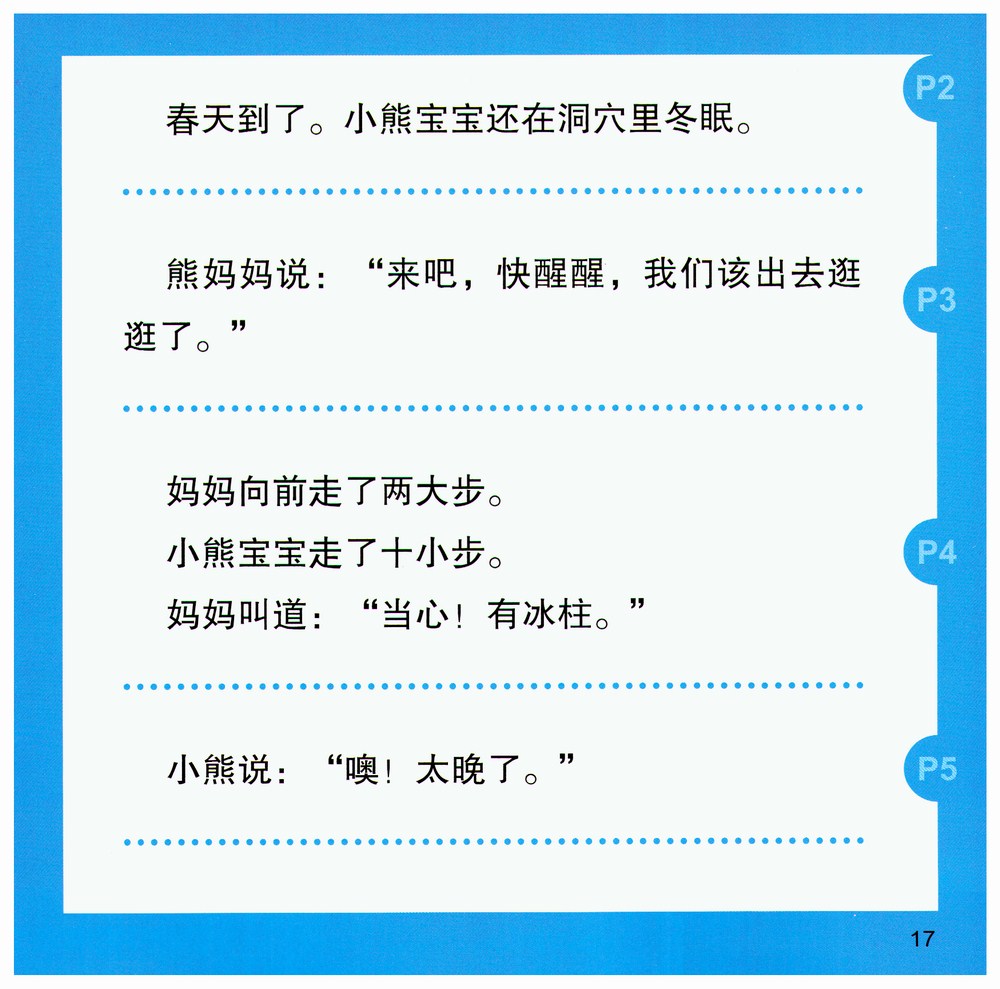 春天到了。小熊宝宝还在洞穴里冬眠。
P2
熊妈妈说：“来吧，快醒醒，我们该出去逛
逛了。”
P3
妈妈向前走了两大步。
小熊宝宝走了十小步。
妈妈叫道：“当心！有冰柱。”
P4
小熊说：“噢！太晚了。”
P5
17